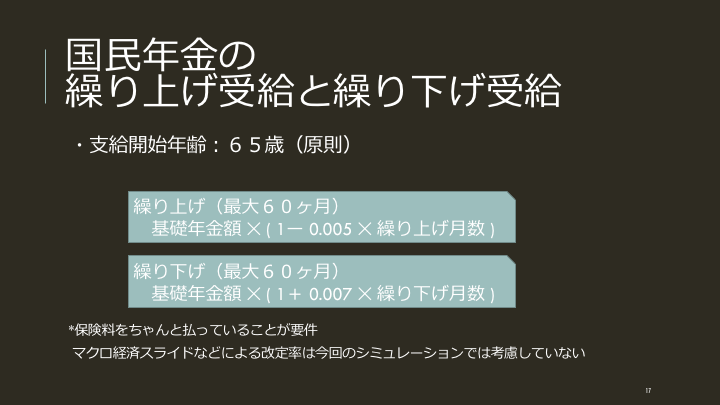 国民年金の
繰り上げ受給と繰り下げ受給
・支給開始年齢：６５歳（原則）
繰り上げ（最大６０ヶ月）
基礎年金額×( 1ー 0.005 ×繰り上げ月数 )
繰り下げ（最大６０ヶ月）
基礎年金額×( 1＋ 0.007 ×繰り下げ月数 )
*保険料をちゃんと払っていることが要件
マクロ経済スライドなどによる改定率は今回のシミュレーションでは考慮していない
17